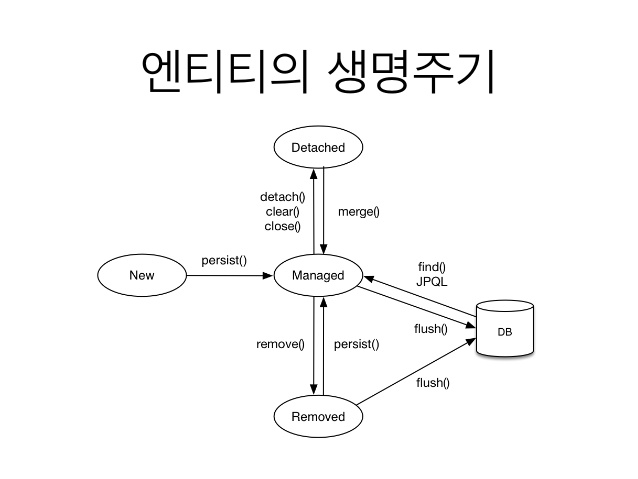 엔티티의 생명주기
Detached
detach()
clear()
close()
merge()
New
persist()
Managed
find()
JPQL
flush()
DB
remove()
persist()
flush()
Removed